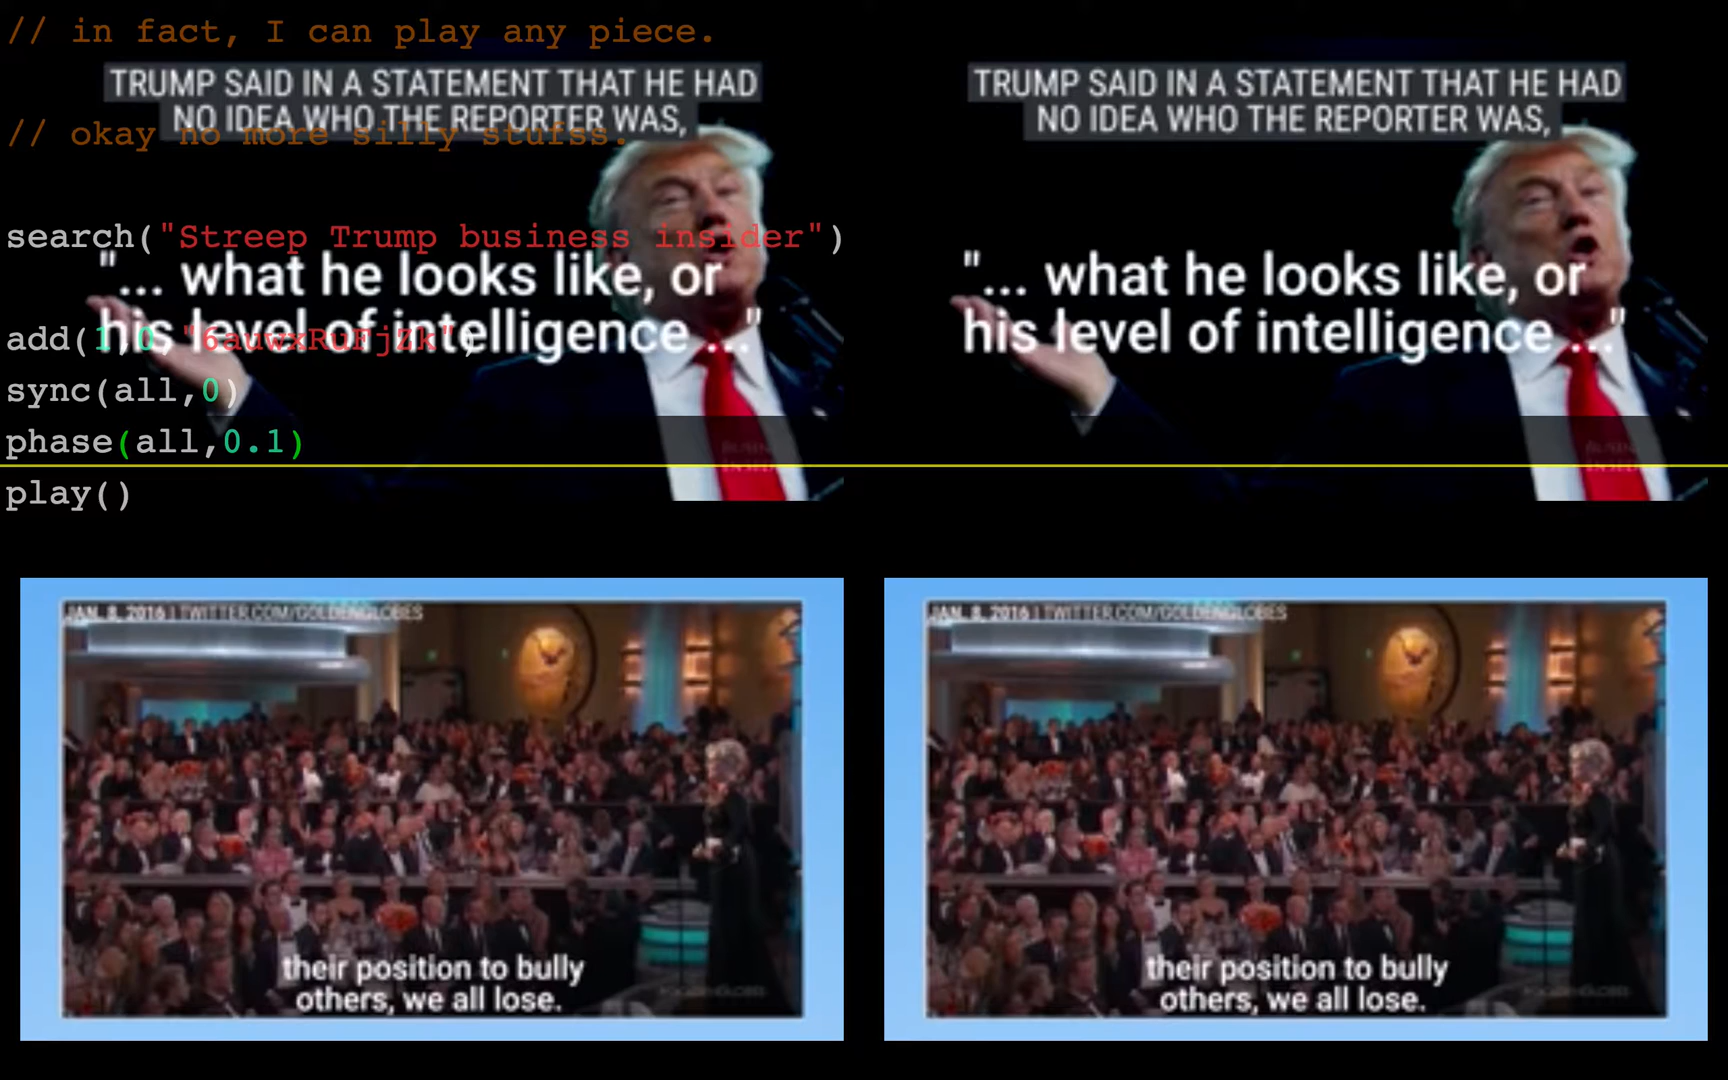 // in fact, I can play any piece.
TRUMP SAID IN A STATEMENT THAT HE HAD
NO IDEA WHO THE REPORTER WAS,
// okay no more silly stufss.
search("Streep Trump business insider")
"... what he looks like, or
his level of intelligence ..."
add(1,0,"6auwxRuFjZk")
sync(all,0)
phase(all,0.1)
play()
TRUMP SAID IN A STATEMENT THAT HE HAD
NO IDEA WHO THE REPORTER WAS,
"... what he looks like, or
his level of intelligence ..."
JAN. 8, 2016 | TWITTER.COM/GOLDENGLOBES
their position to bully
others, we all lose.
JAN. 8, 2016 | TWITTER.COM/GOLDENGLOBES
their position to bully
others, we all lose.